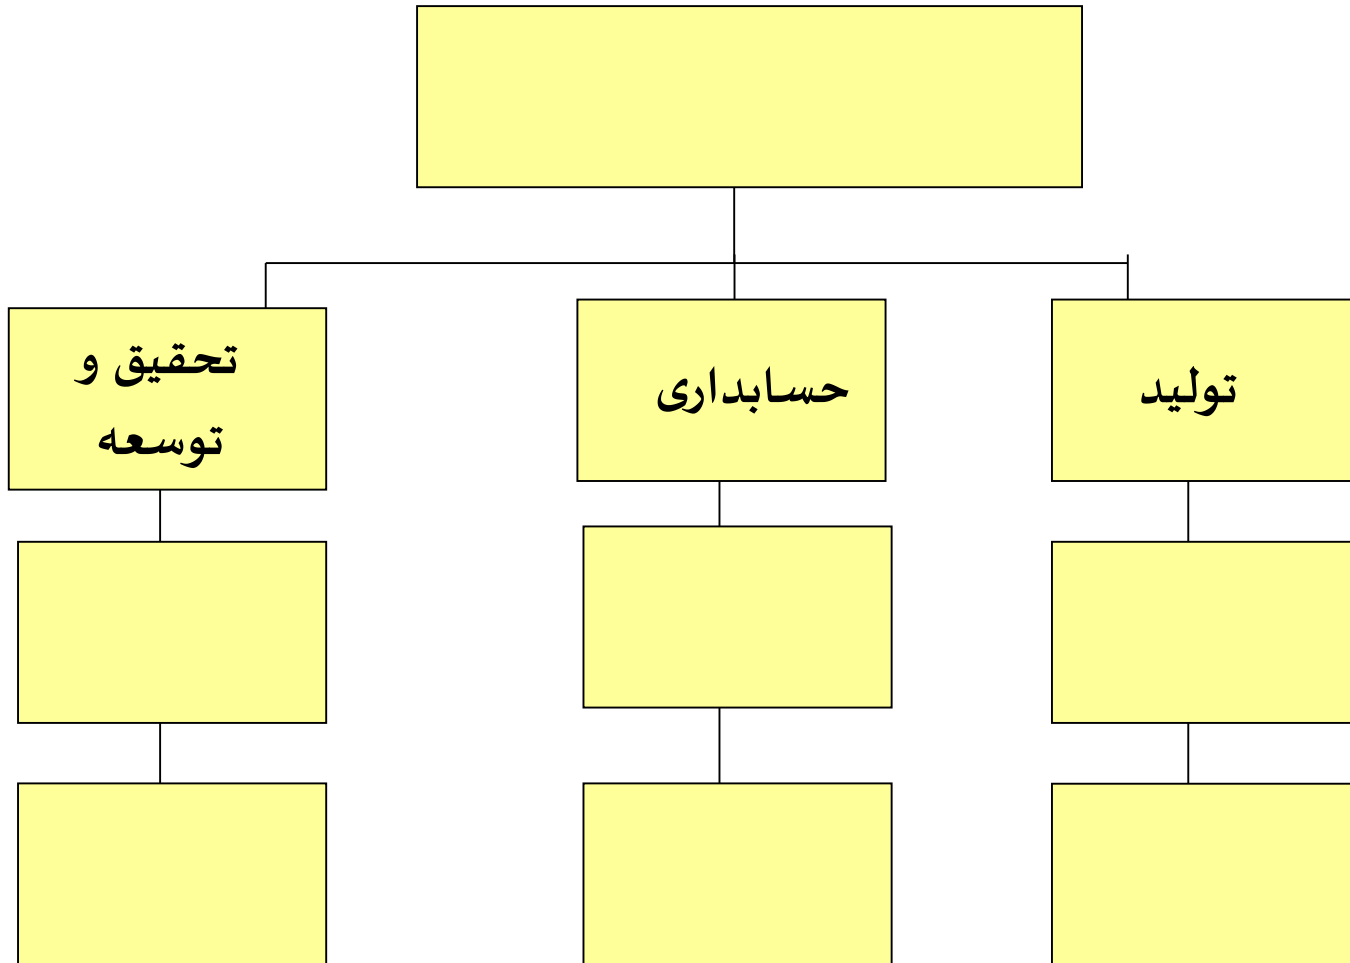 تولید
حسابداری
تحقیق و
توسعه